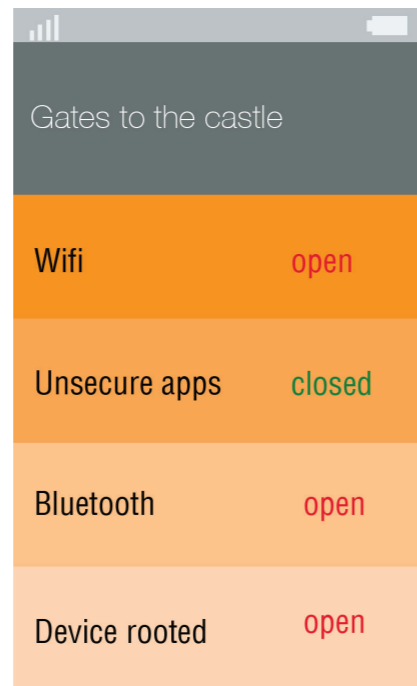 Gates to the castle
Wifi open
Unsecure apps closed
Bluetooth open
Device rooted open